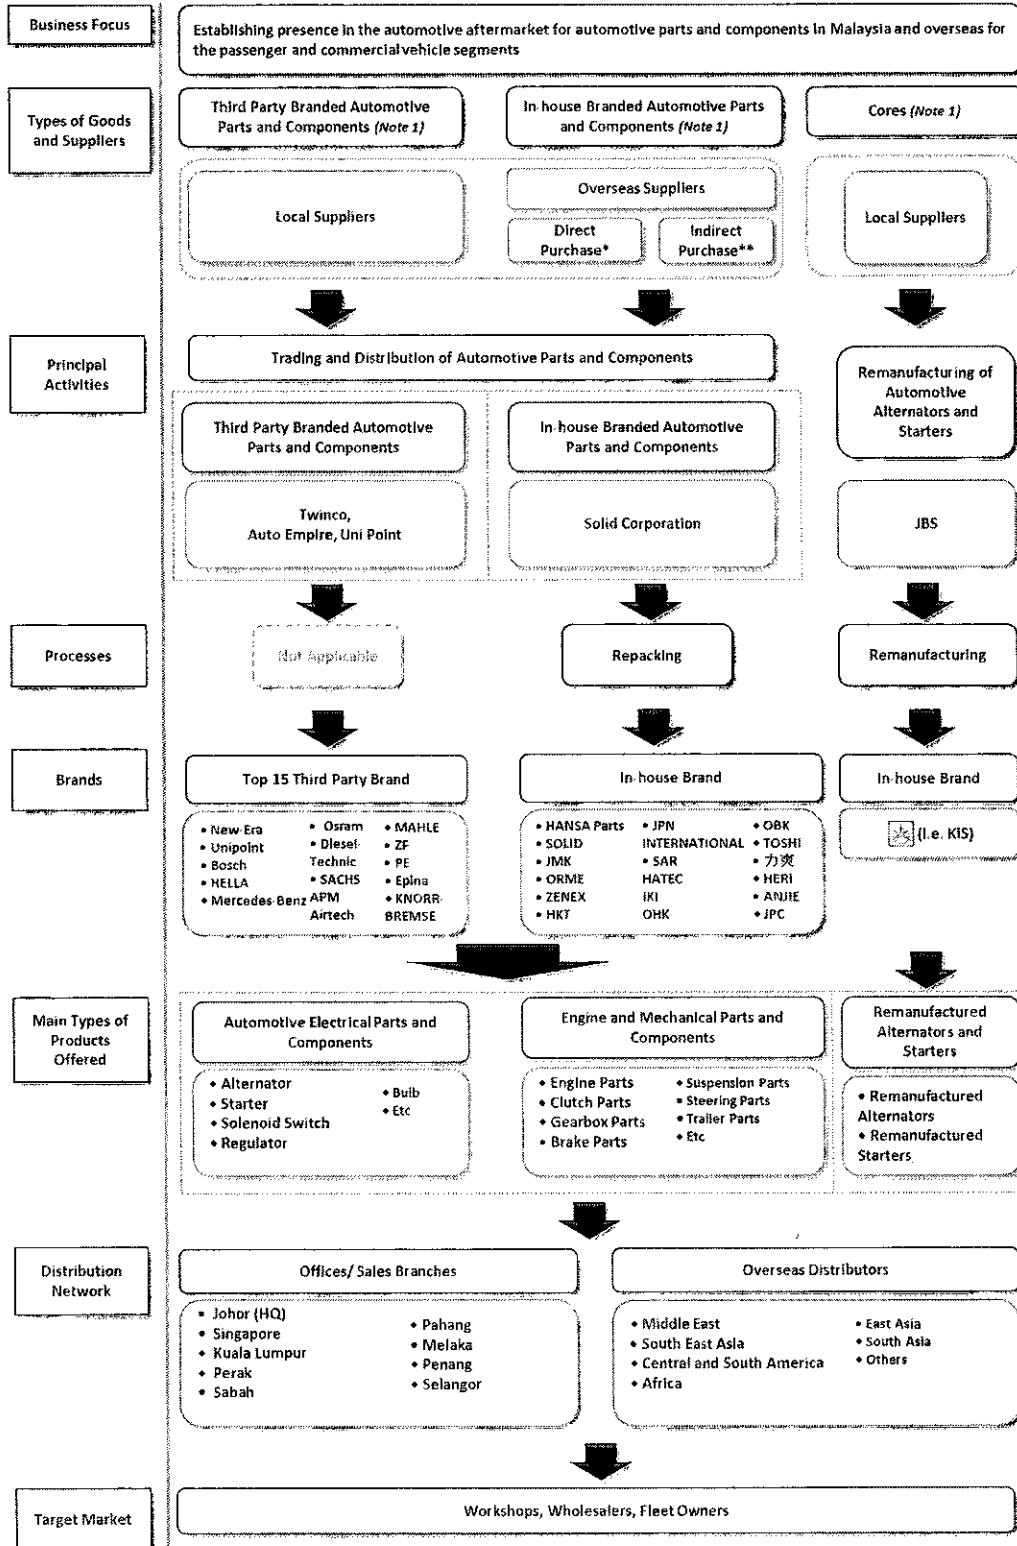 Business Focus
Establishing presence in the automotive aftermarket for automotive parts and components in Malaysia and overseas for
the passenger and commercial vehicle segments
Types of Goods
and Suppliers
Third Party Branded Automotive
Parts and Components (Note 1)
In-house Branded Automotive Parts
and Components (Note 1)
Cores (Note 1)
Local Suppliers
Overseas Suppliers
Direct
Purchase*
Indirect
Purchase**
Local Suppliers
Principal
Activities
Trading and Distribution of Automotive Parts and Components
Remanufacturing of
Automotive
Alternators and
Starters
Third Party Branded Automotive
Parts and Components
In-house Branded Automotive
Parts and Components
Twinco,
Auto Empire, Uni Point
Solid Corporation
JBS
Processes
Not Applicable
Repacking
Remanufacturing
Brands
Top 15 Third Party Brand
In-house Brand
In-house Brand
• New-Era
• Unipoint
• Bosch
• HELLA
• Mercedes-Benz
• Osram
• Diesel
Technic
• SACHS
APM
Airtech
• MAHLE
• ZF
• PE
• Epina
• KNORR-
BREMSE
• HANSA Parts
• SOLID
• JMK
• ORME
• ZENEX
• HKT
• JPN
INTERNATIONAL
• SAR
HATEC
IKI
OHK
• OBK
• TOSHI
• 力爽
• HERI
• ANJIE
• JPC
(i.e. KIS)
Main Types of
Products
Offered
Automotive Electrical Parts and
Components
Engine and Mechanical Parts and
Components
Remanufactured
Alternators and
Starters
• Alternator
• Starter
• Solenoid Switch
• Regulator
• Bulb
• Etc
• Engine Parts
• Clutch Parts
• Gearbox Parts
• Brake Parts
• Suspension Parts
• Steering Parts
• Trailer Parts
• Etc
• Remanufactured
Alternators
• Remanufactured
Starters
Distribution
Network
Offices/ Sales Branches
Overseas Distributors
• Johor (HQ)
• Singapore
• Kuala Lumpur
• Perak
• Sabah
• Pahang
• Melaka
• Penang
• Selangor
• Middle East
• South East Asia
• Central and South America
• Africa
• East Asia
• South Asia
• Others
Target Market
Workshops, Wholesalers, Fleet Owners